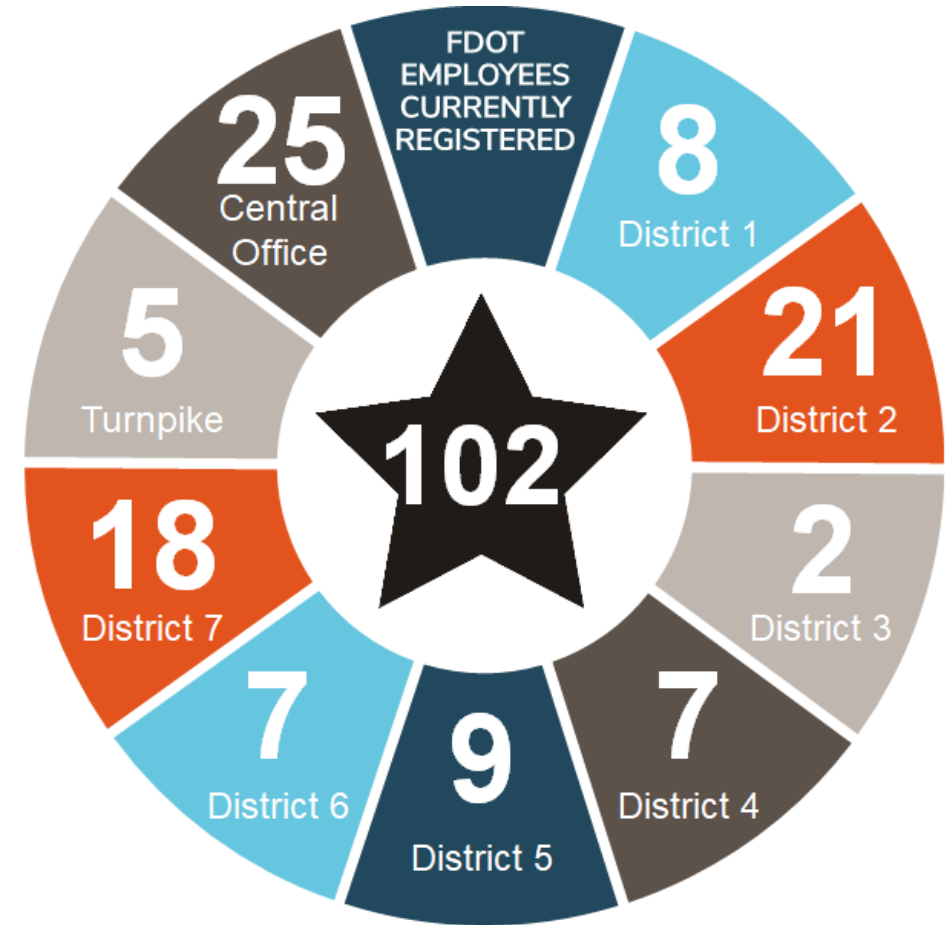 FDOT
EMPLOYEES
CURRENTLY
REGISTERED
8
District 1
21
District 2
2
District 3
7
District 4
9
District 5
7
District 6
18
District 7
5
Turnpike
25
Central
Office
102